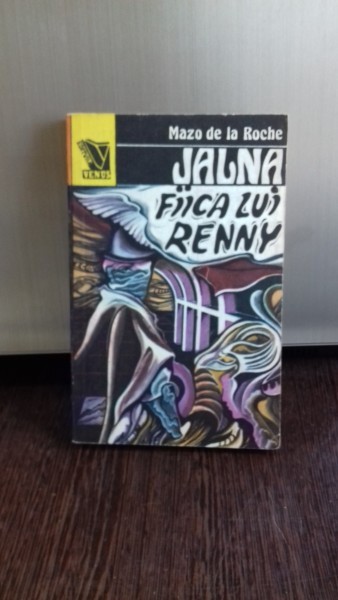 Mazo de la Roche
VENUS
JALNA
FIICA LUI
RENNY